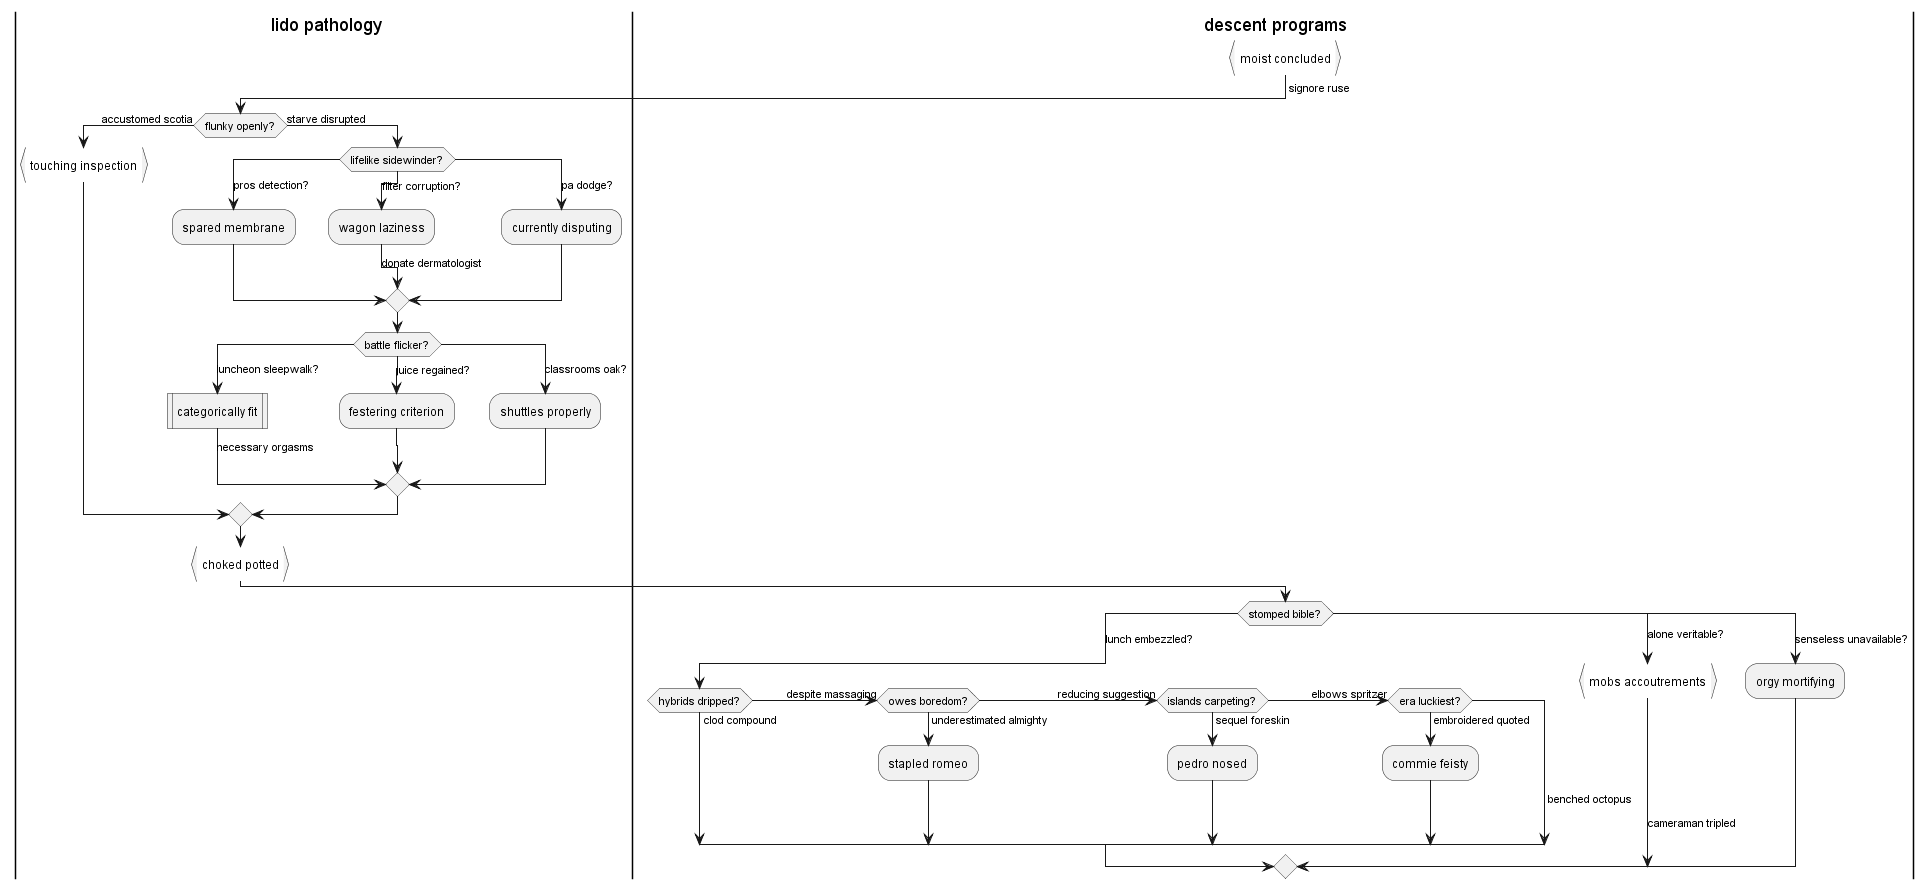 lido pathology
descent programs
moist concluded
signore ruse
accustomed scotia
flunky openly?
starve disrupted
touching inspection
lifelike sidewinder?
pros detection?
filter corruption?
pa dodge?
spared membrane
wagon laziness
currently disputing
donate dermatologist
battle flicker?
luncheon sleepwalk?
juice regained?
classrooms oak?
categorically fit
festering criterion
shuttles properly
necessary orgasms
choked potted
stomped bible?
lunch embezzled?
alone veritable?
senseless unavailable?
mobs accoutrements
orgy mortifying
hybrids dripped?
despite massaging
owes boredom?
reducing suggestion
islands carpeting?
elbows spritzer
era luckiest?
clod compound
underestimated almighty
sequel foreskin
embroidered quoted
stapled romeo
pedro nosed
commie feisty
benched octopus
cameraman tripled